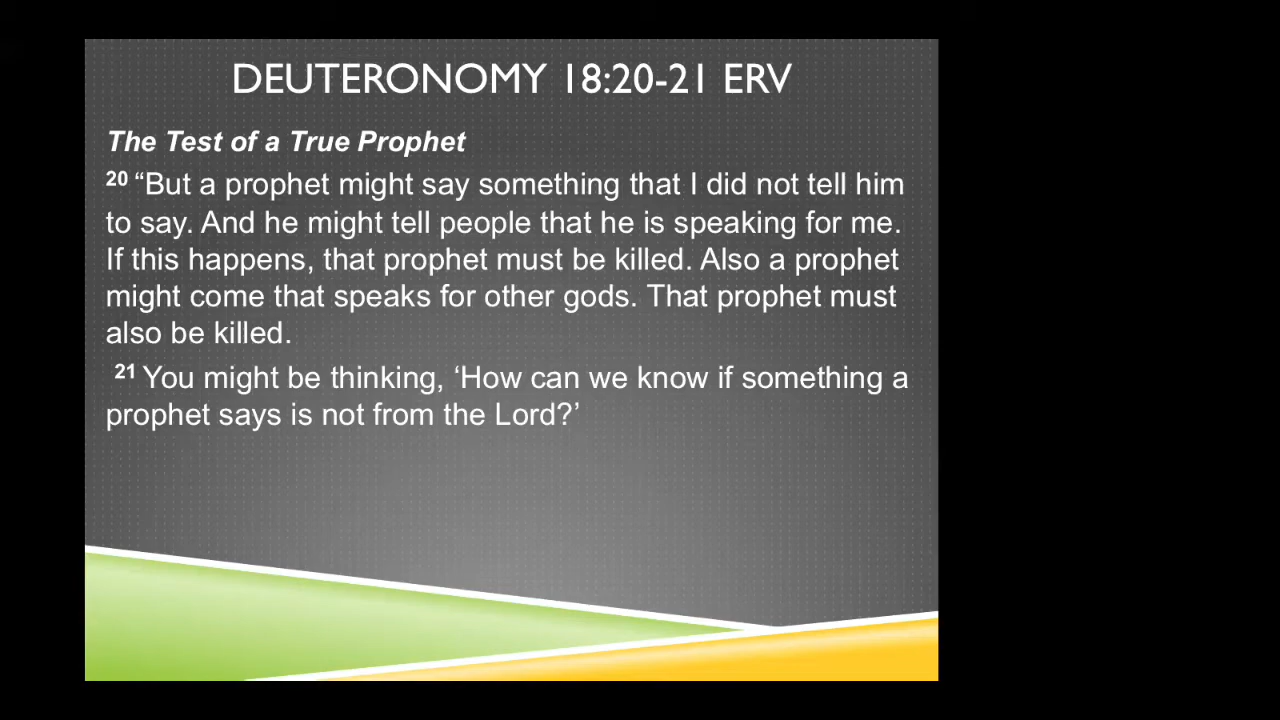 DEUTERONOMY 18:20-21 ERV
The Test of a True Prophet
20 “But a prophet might say something that I did not tell him
to say. And he might tell people that he is speaking for me.
If this happens, that prophet must be killed. Also a prophet
might come that speaks for other gods. That prophet must
also be killed.
21 You might be thinking, ‘How can we know if something a
prophet says is not from the Lord?’